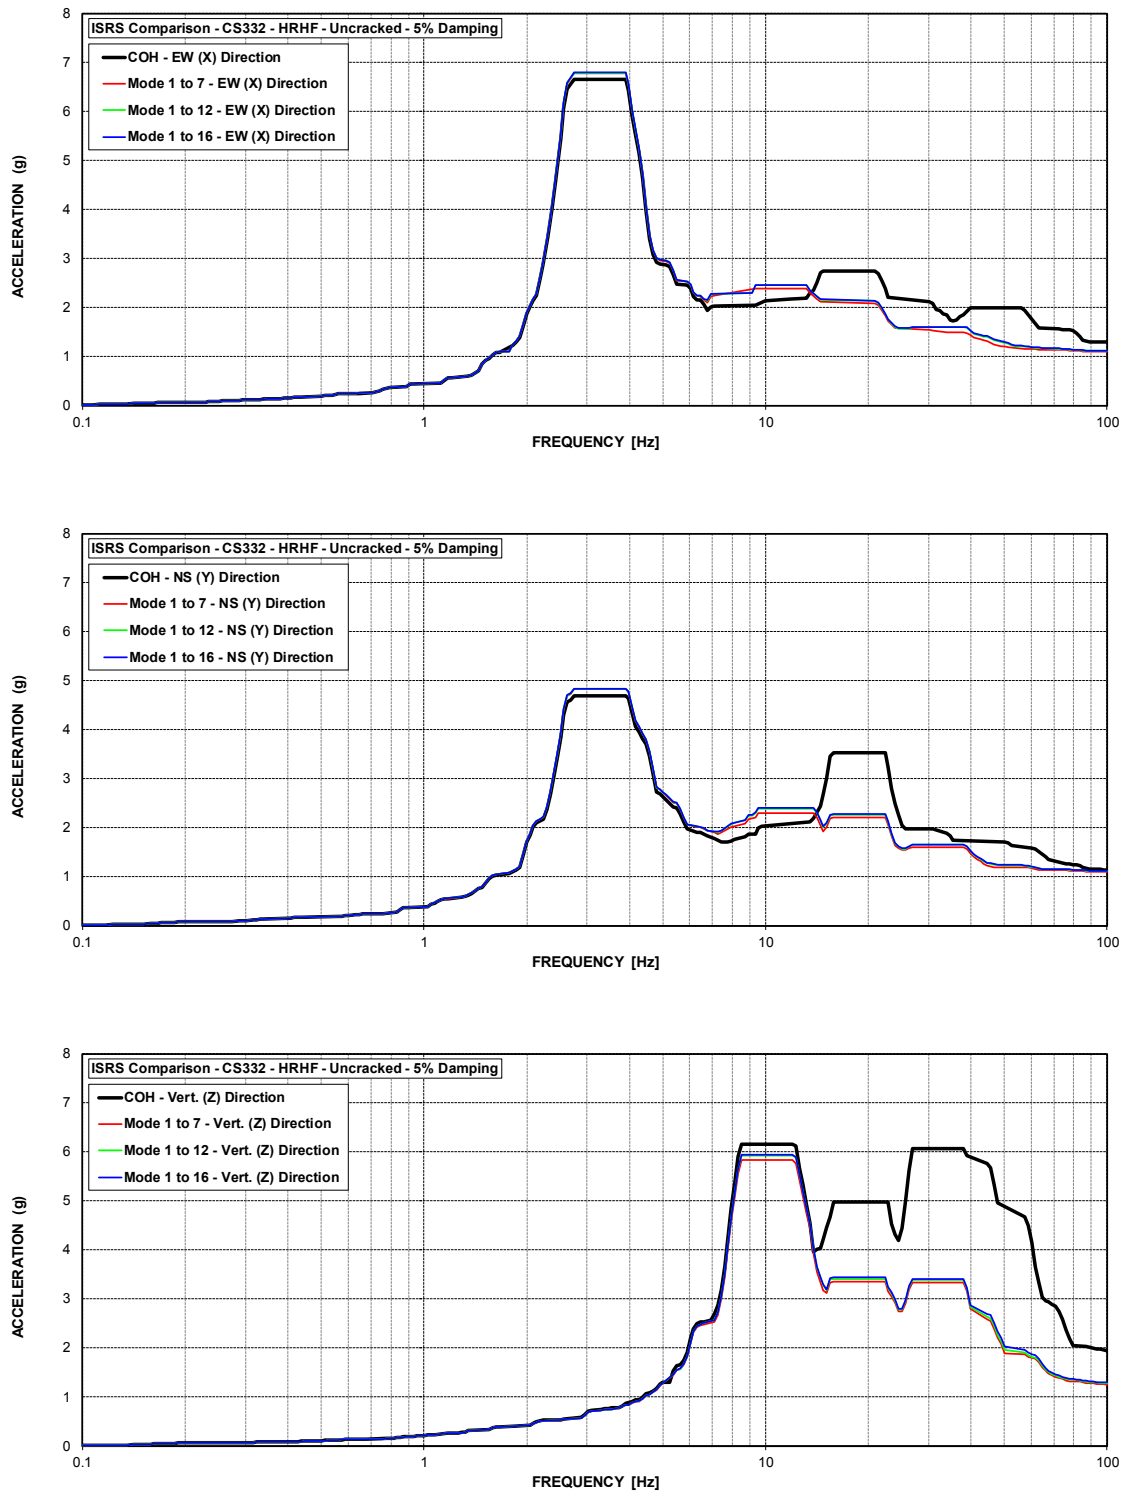 ISRS Comparison - CS332 - HRHF - Uncracked - 5% Damping
COH - EW (X) Direction
Mode 1 to 7 - EW (X) Direction
Mode 1 to 12 - EW (X) Direction
Mode 1 to 16 - EW (X) Direction
8
7
6
5
4
3
2
1
0
ACCELERATION (g)
0.1 1 10 100
FREQUENCY [Hz]
ISRS Comparison - CS332 - HRHF - Uncracked - 5% Damping
COH - NS (Y) Direction
Mode 1 to 7 - NS (Y) Direction
Mode 1 to 12 - NS (Y) Direction
Mode 1 to 16 - NS (Y) Direction
8
7
6
5
4
3
2
1
0
ACCELERATION (g)
0.1 1 10 100
FREQUENCY [Hz]
ISRS Comparison - CS332 - HRHF - Uncracked - 5% Damping
COH - Vert. (Z) Direction
Mode 1 to 7 - Vert. (Z) Direction
Mode 1 to 12 - Vert. (Z) Direction
Mode 1 to 16 - Vert. (Z) Direction
8
7
6
5
4
3
2
1
0
ACCELERATION (g)
0.1 1 10 100
FREQUENCY [Hz]